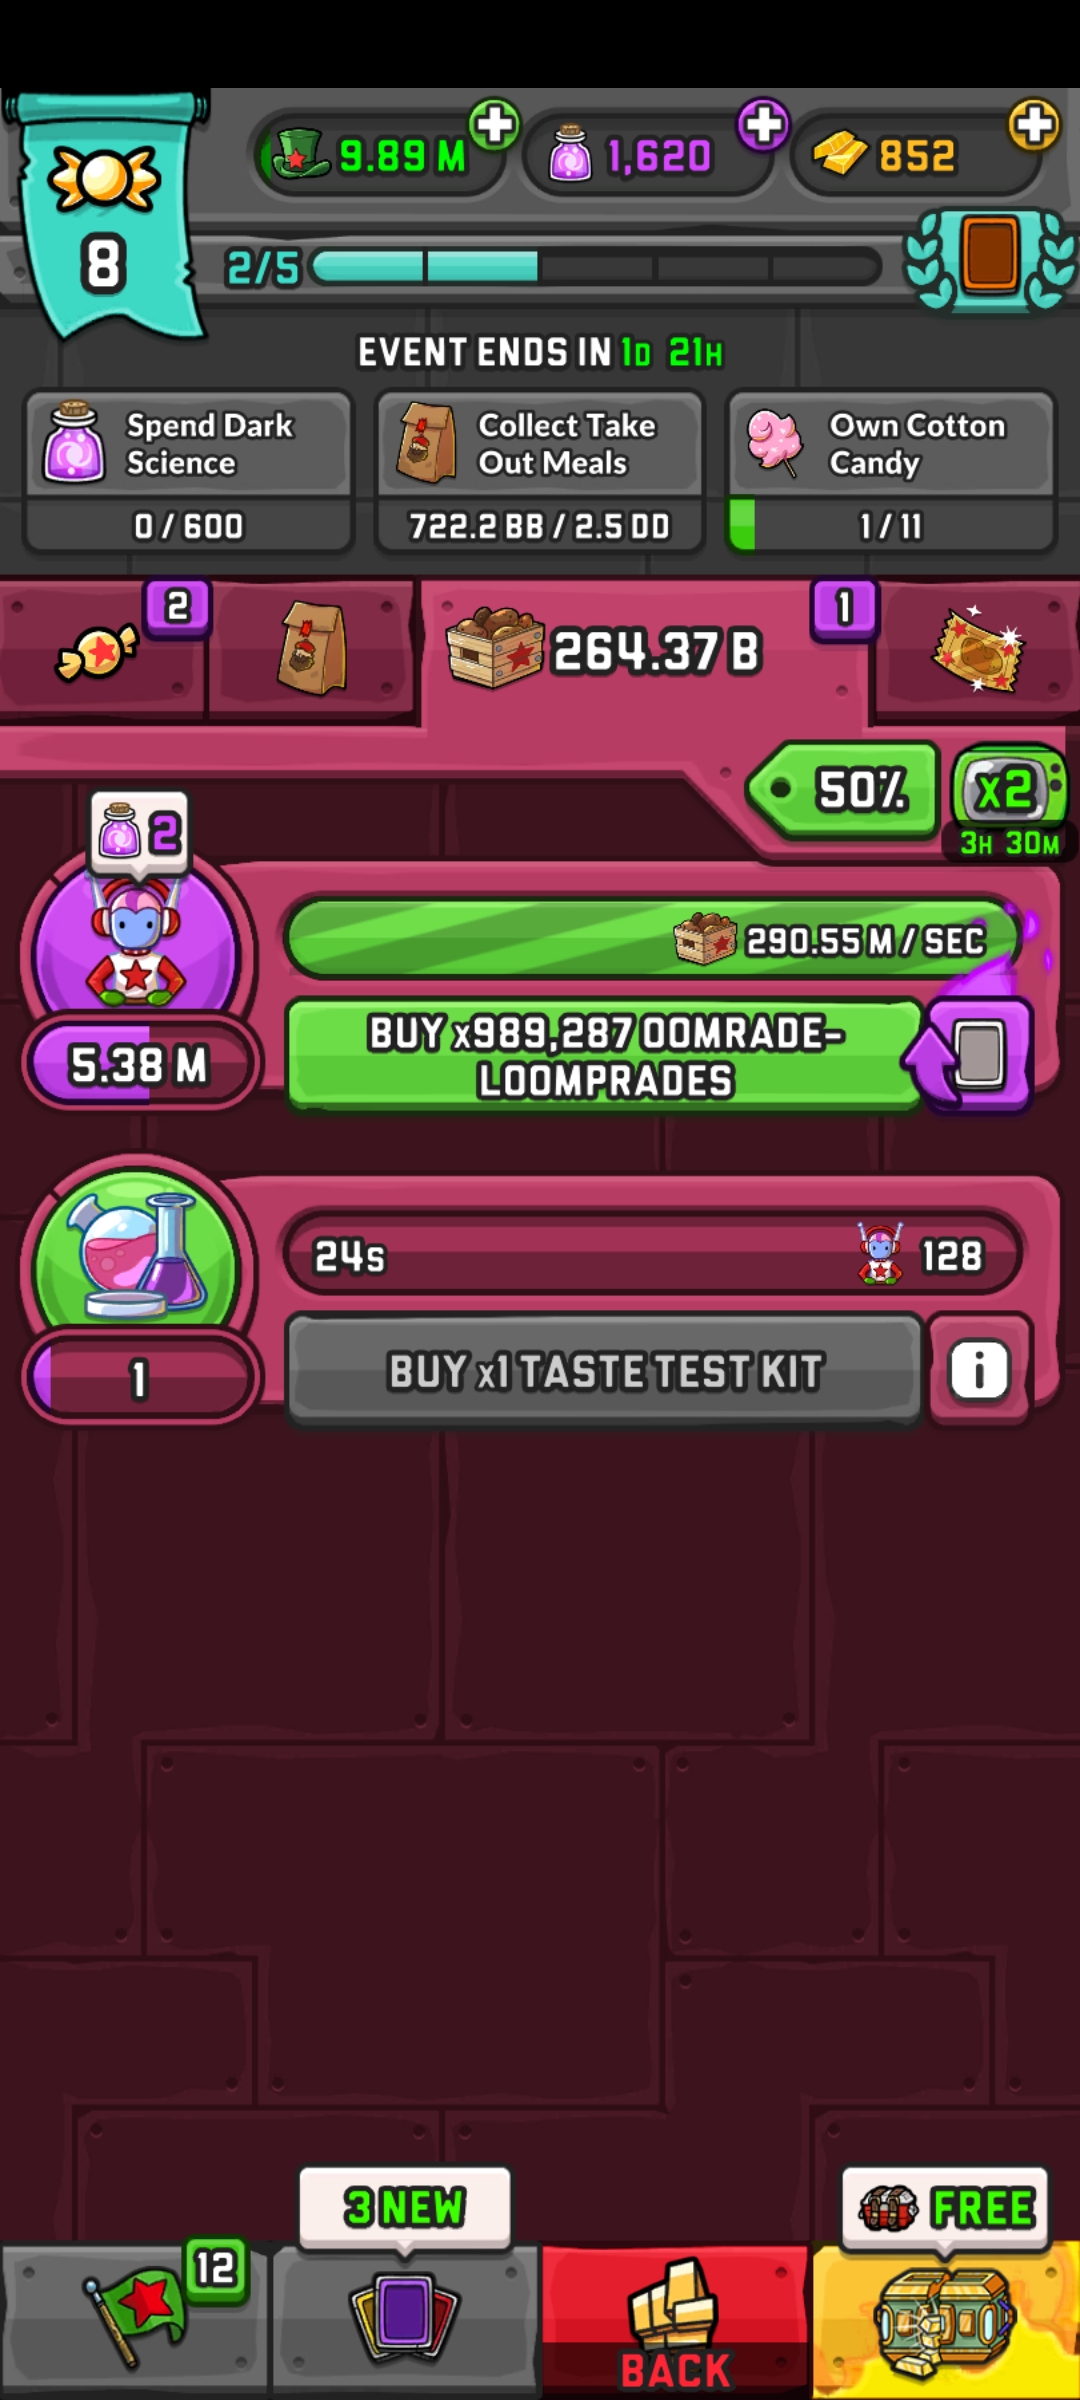 9.89 M
1,620
852
8
2/5
EVENT ENDS IN 1D 21H
Spend Dark
Science
0 / 600
Collect Take
Out Meals
722.2 BB / 2.5 DD
Own Cotton
Candy
1 / 11
2
264.37 B
1
50%
x2
3H 30M
2
290.55 M / SEC
5.38 M
BUY x989,287 OOMRADE-
LOOMPRADES
24s
128
1
BUY x1 TASTE TEST KIT
i
3 NEW
FREE
12
BACK